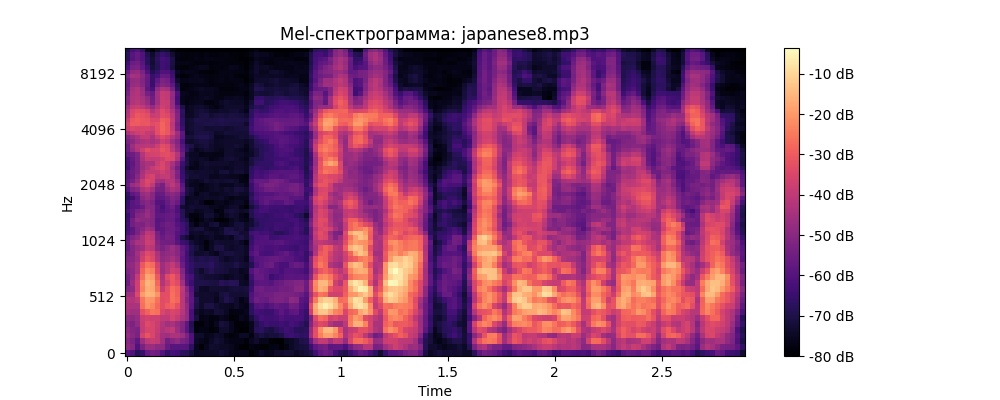 Mel-спектрограмма: japanese8.mp3
8192
4096
2048
1024
512
0
Hz
0
0.5
1
1.5
2
2.5
Time
-10 dB
-20 dB
-30 dB
-40 dB
-50 dB
-60 dB
-70 dB
-80 dB